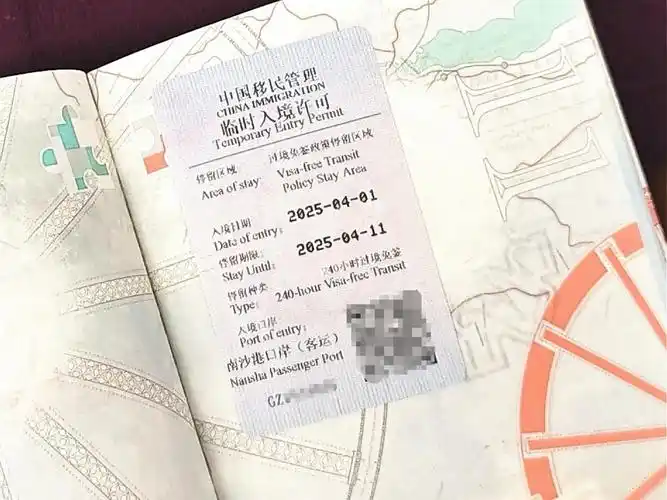 中国移民管理
CHINA IMMIGRATION
临时入境许可
Temporary Entry Permit
停留区域 过境免签政策停留区域
Area of stay: Visa-free Transit
Policy Stay Area
入境日期
Date of entry: 2025-04-01
停留期限:
Stay Until: 2025-04-11
停留种类 240小时过境免签
Type: 240-hour Visa-free Transit
入境口岸
Port of entry:
南沙港口岸（客运）
Nansha Passenger Port
GZ